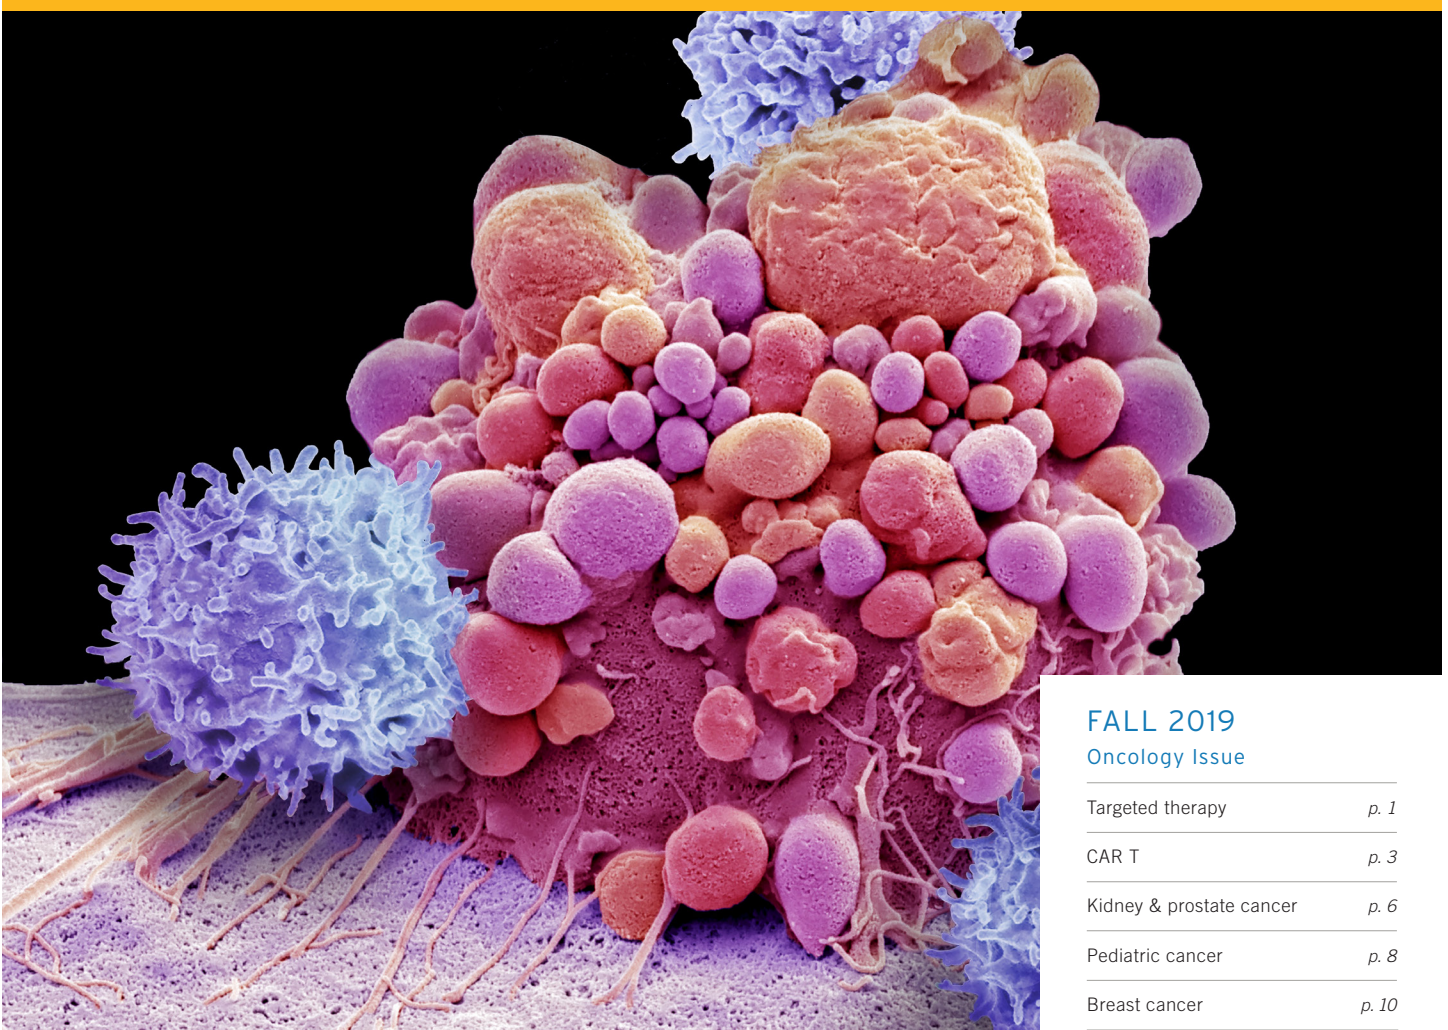 FALL 2019
Oncology Issue
Targeted therapy p. 1
CAR T p. 3
Kidney & prostate cancer p. 6
Pediatric cancer p. 8
Breast cancer p. 10